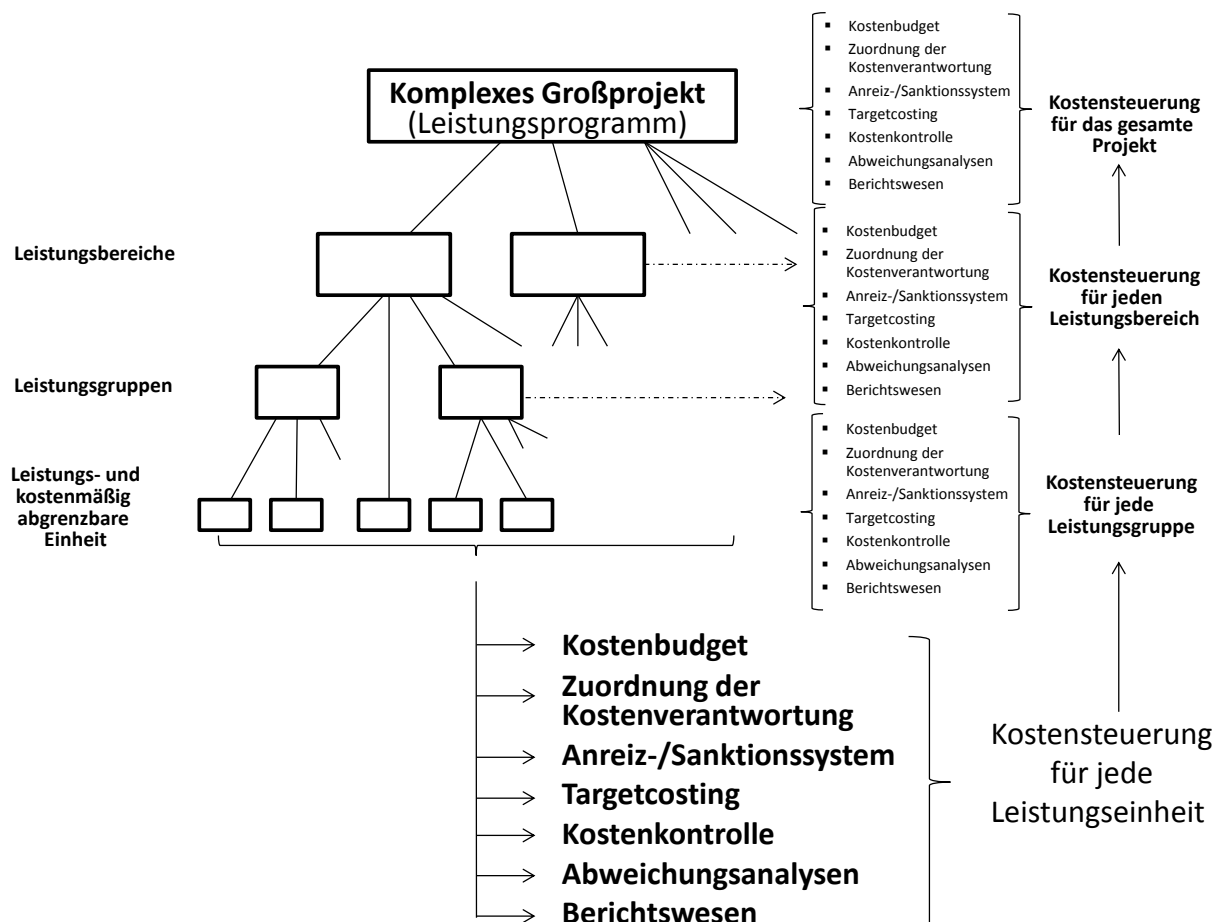 Komplexes Großprojekt
(Leistungsprogramm)
Leistungsbereiche
Leistungsgruppen
Leistungs- und
kostenmäßig
abgrenzbare
Einheit
▪ Kostenbudget
▪ Zuordnung der
Kostenverantwortung
▪ Anreiz-/Sanktionssystem
▪ Targetcosting
▪ Kostenkontrolle
▪ Abweichungsanalysen
▪ Berichtswesen
Kostensteuerung
für das gesamte
Projekt
▪ Kostenbudget
▪ Zuordnung der
Kostenverantwortung
▪ Anreiz-/Sanktionssystem
▪ Targetcosting
▪ Kostenkontrolle
▪ Abweichungsanalysen
▪ Berichtswesen
Kostensteuerung
für jeden
Leistungsbereich
▪ Kostenbudget
▪ Zuordnung der
Kostenverantwortung
▪ Anreiz-/Sanktionssystem
▪ Targetcosting
▪ Kostenkontrolle
▪ Abweichungsanalysen
▪ Berichtswesen
Kostensteuerung
für jede
Leistungsgruppe
Kostenbudget
Zuordnung der
Kostenverantwortung
Anreiz-/Sanktionssystem
Targetcosting
Kostenkontrolle
Abweichungsanalysen
Berichtswesen
Kostensteuerung
für jede
Leistungseinheit